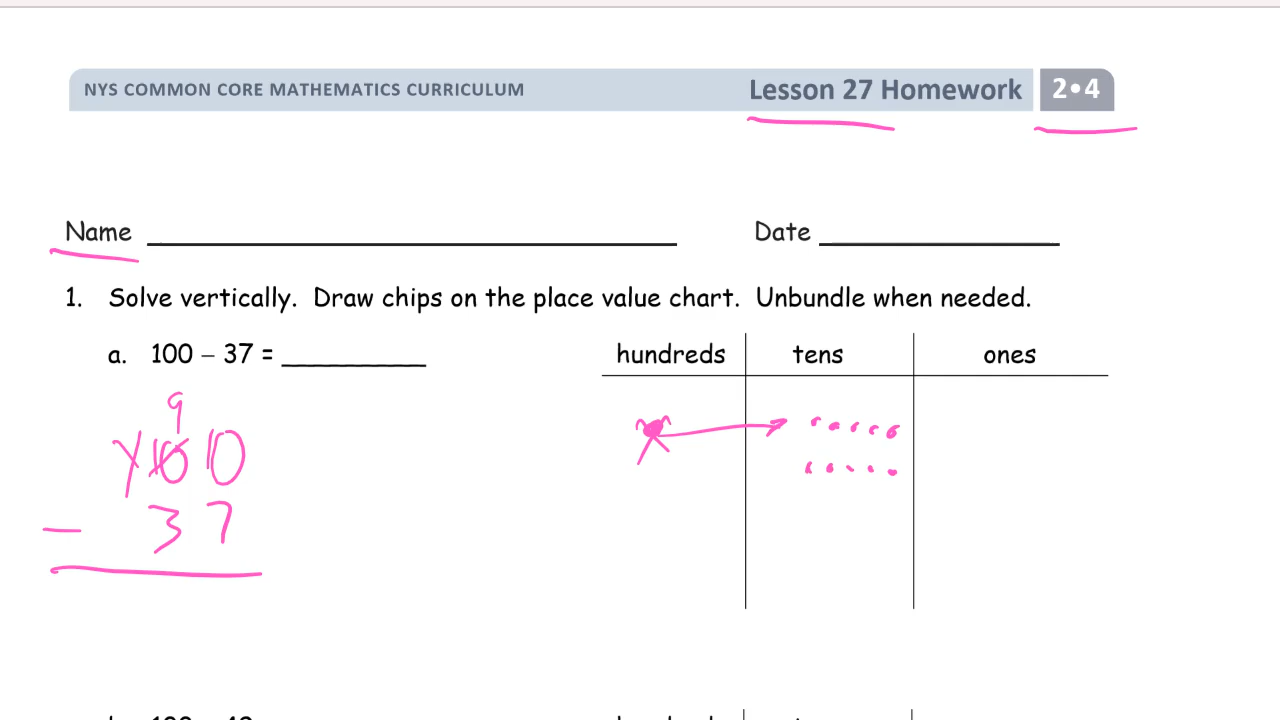 NYS COMMON CORE MATHEMATICS CURRICULUM Lesson 27 Homework 2•4
Name Date
1. Solve vertically. Draw chips on the place value chart. Unbundle when needed.
a. 100 – 37 = hundreds tens ones
9
1 10 10
– 3 7